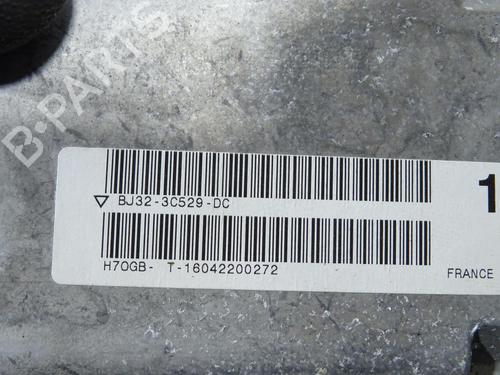 B-PARTS
1
▽ BJ32-3C529-DC
H7OGB- T-16042200272
FRANCE